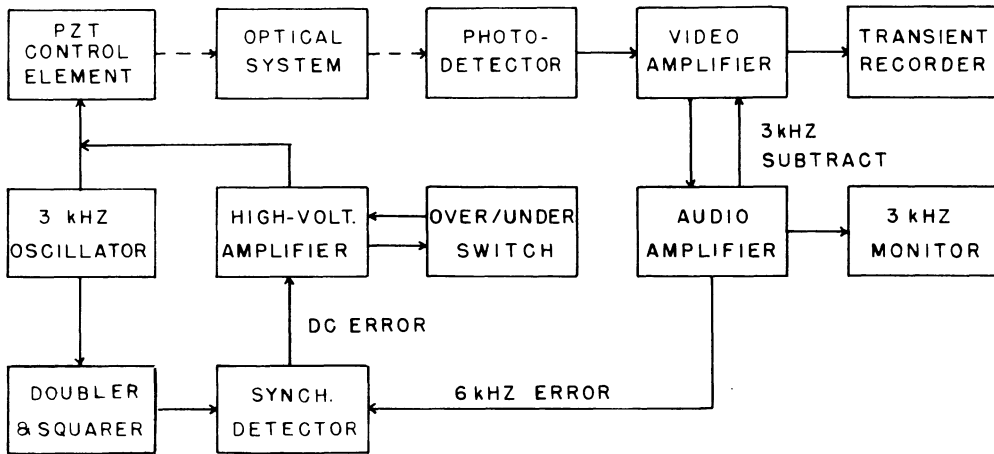 PZT
CONTROL
ELEMENT
OPTICAL
SYSTEM
PHOTO-
DETECTOR
VIDEO
AMPLIFIER
TRANSIENT
RECORDER
3 kHZ
SUBTRACT
3 kHZ
OSCILLATOR
HIGH-VOLT.
AMPLIFIER
OVER/UNDER
SWITCH
AUDIO
AMPLIFIER
3 kHZ
MONITOR
DC ERROR
DOUBLER
& SQUARER
SYNCH.
DETECTOR
6 kHZ ERROR